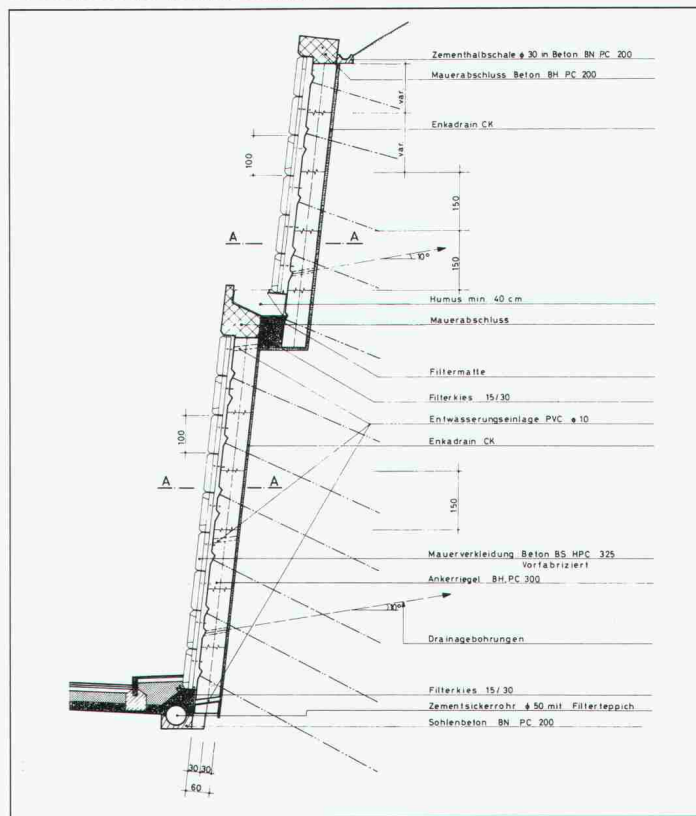 Zementhalbschale ϕ 30 in Beton BN PC 200
Mauerabschluss Beton BH PC 200
var.
Enkadrain CK
var.
100
150
A A
150
10°
Humus min. 40 cm
Mauerabschluss
Filtermatte
Filterkies 15/30
Entwässerungseinlage PVC ϕ 10
100
Enkadrain CK
A A
150
Mauerverkleidung Beton BS HPC 325
Vorfabriziert
Ankerriegel BH, PC 300
10°
Drainagebohrungen
Filterkies 15/30
Zementsickerrohr ϕ 50 mit Filterteppich
Sohlenbeton BN PC 200
30 30
60